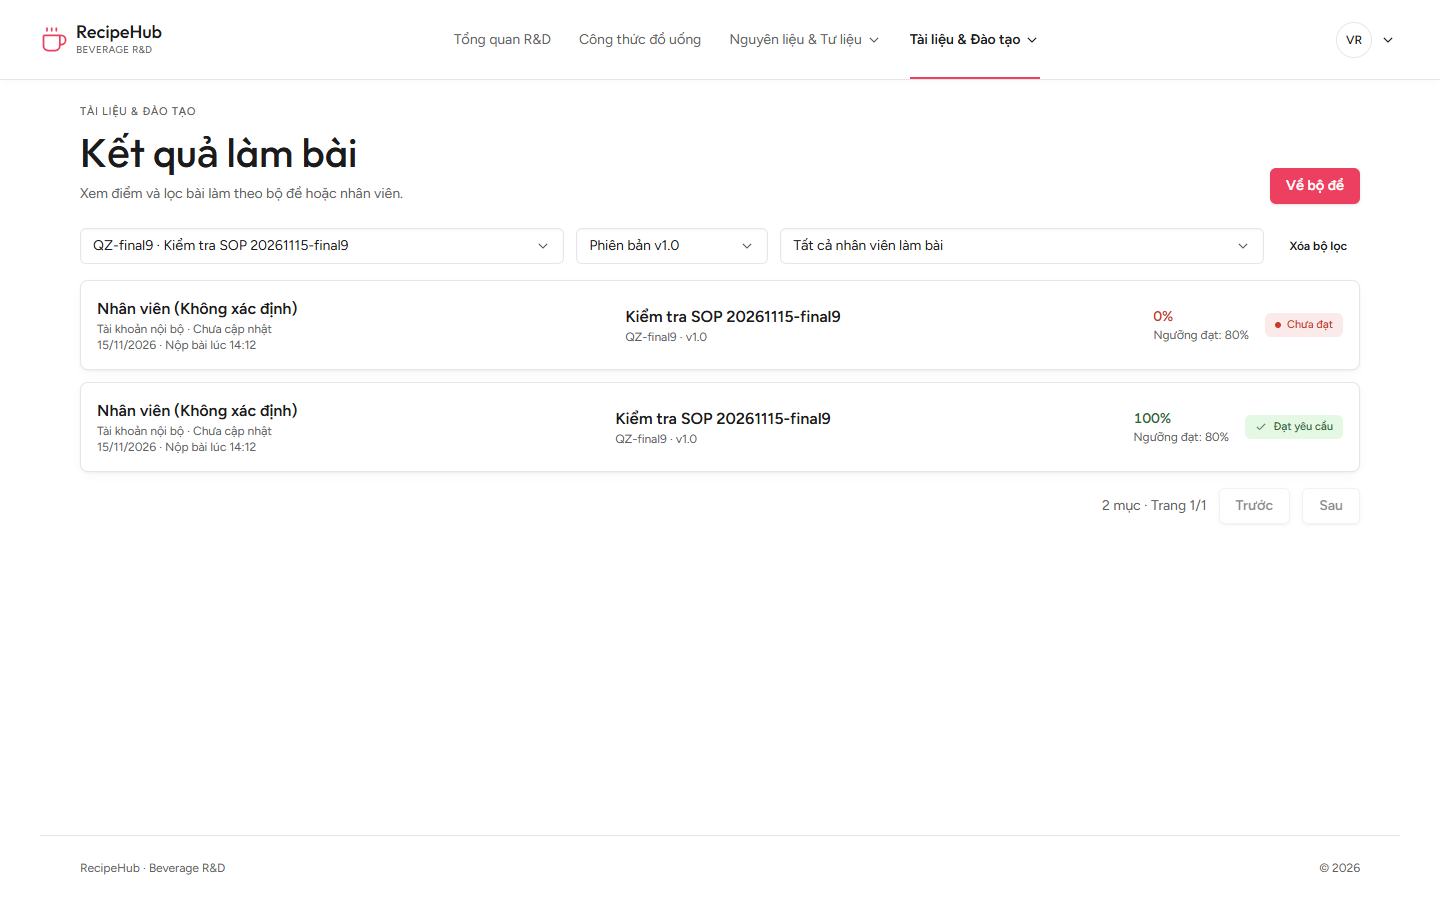 RecipeHub
BEVERAGE R&D
Tổng quan R&D
Công thức đồ uống
Nguyên liệu & Tư liệu
Tài liệu & Đào tạo
VR
TÀI LIỆU & ĐÀO TẠO
Kết quả làm bài
Xem điểm và lọc bài làm theo bộ đề hoặc nhân viên.
Về bộ đề
QZ-final9 · Kiểm tra SOP 20261115-final9
Phiên bản v1.0
Tất cả nhân viên làm bài
Xóa bộ lọc
Nhân viên (Không xác định)
Tài khoản nội bộ · Chưa cập nhật
15/11/2026 · Nộp bài lúc 14:12
Kiểm tra SOP 20261115-final9
QZ-final9 · v1.0
0%
Ngưỡng đạt: 80%
Chưa đạt
Nhân viên (Không xác định)
Tài khoản nội bộ · Chưa cập nhật
15/11/2026 · Nộp bài lúc 14:12
Kiểm tra SOP 20261115-final9
QZ-final9 · v1.0
100%
Ngưỡng đạt: 80%
Đạt yêu cầu
2 mục · Trang 1/1
Trước
Sau
RecipeHub · Beverage R&D
© 2026